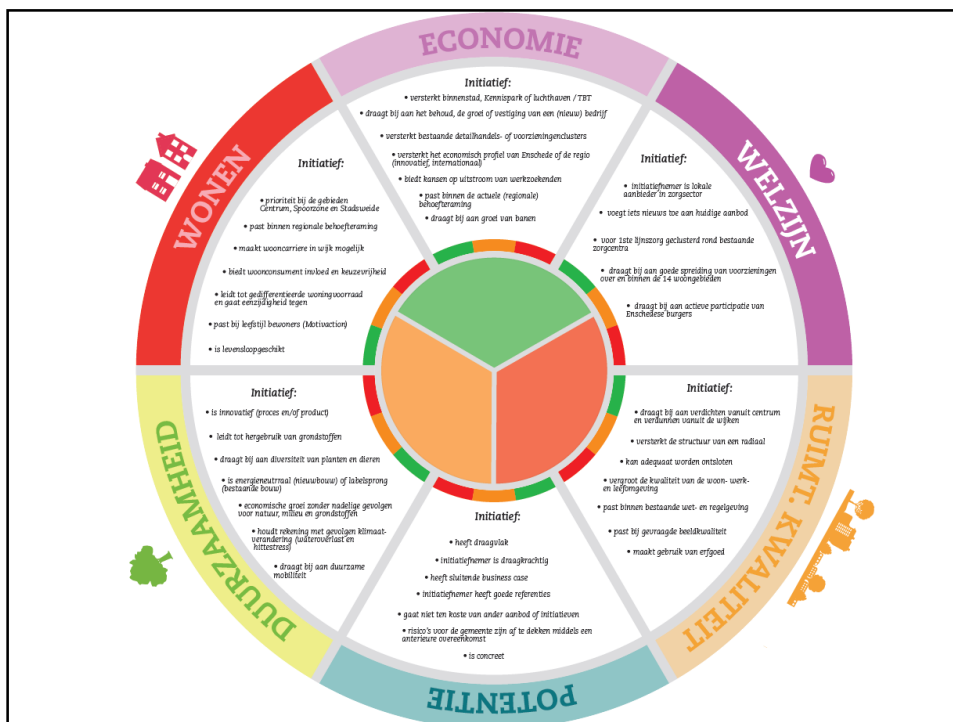 ECONOMIE
Initiatief:
• versterkt binnenstad, Kennispark of luchthaven / TBT
• draagt bij aan het behoud, de groei of vestiging van een (nieuw) bedrijf
• versterkt bestaande detailhandels- of voorzieningenclusters
• versterkt het economisch profiel van Enschede of de regio
(innovatief, internationaal)
• biedt kansen op uitstroom van werkzoekenden
• past binnen de actuele (regionale)
behoefteraming
• draagt bij aan groei van banen
WELZIJN
Initiatief:
• initiatiefnemer is lokale
aanbieder in zorgsector
• voegt iets nieuws toe aan huidige aanbod
• voor 1ste lijnszorg geclusterd rond bestaande
zorgcentra
• draagt bij aan goede spreiding van voorzieningen
over en binnen de 14 woongebieden
• draagt bij aan actieve participatie van
Enschedese burgers
RUIMT. KWALITEIT
Initiatief:
• draagt bij aan verdichten vanuit centrum
en verdunnen vanuit de wijken
• versterkt de structuur van een radiaal
• kan adequaat worden ontsloten
• vergroot de kwaliteit van de woon- werk-
en leefomgeving
• past binnen bestaande wet- en regelgeving
• past bij gevraagde beeldkwaliteit
• maakt gebruik van erfgoed
POTENTIE
Initiatief:
• heeft draagvlak
• initiatiefnemer is draagkrachtig
• heeft sluitende business case
• initiatiefnemer heeft goede referenties
• gaat niet ten koste van ander aanbod of initiatieven
• risico's voor de gemeente zijn af te dekken middels een
anterieure overeenkomst
• is concreet
DUURZAAMHEID
Initiatief:
• is innovatief (proces en/of product)
• leidt tot hergebruik van grondstoffen
• draagt bij aan diversiteit van planten en dieren
• is energieneutraal (nieuwbouw) of labelsprong
(bestaande bouw)
• economische groei zonder nadelige gevolgen
voor natuur, milieu en grondstoffen
• houdt rekening met gevolgen klimaat-
verandering (wateroverlast en
hittestress)
• draagt bij aan duurzame
mobiliteit
WONEN
Initiatief:
• prioriteit bij de gebieden
Centrum, Spoorzone en Stadsweide
• past binnen regionale behoefteraming
• maakt wooncarriere in wijk mogelijk
• biedt woonconsument invloed en keuzevrijheid
• leidt tot gedifferentieerde woningvoorraad
en gaat eenzijdigheid tegen
• past bij leefstijl bewoners (Motivaction)
• is levensloopgeschikt